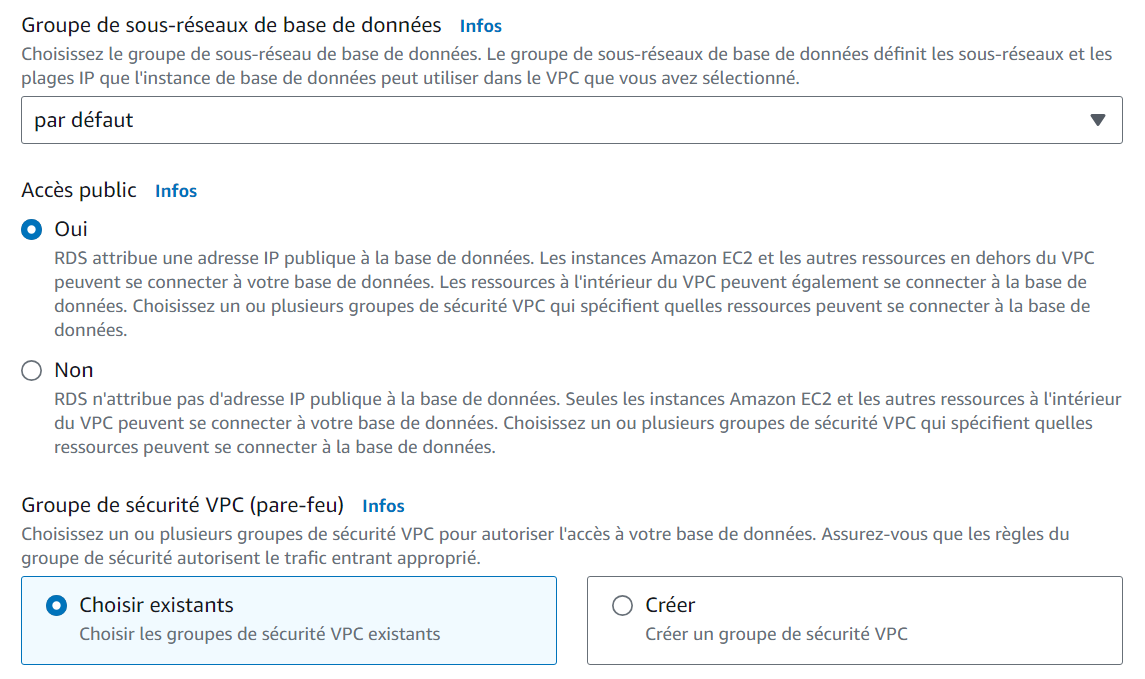 Groupe de sous-réseaux de base de données Infos
Choisissez le groupe de sous-réseau de base de données. Le groupe de sous-réseaux de base de données définit les sous-réseaux et les
plages IP que l'instance de base de données peut utiliser dans le VPC que vous avez sélectionné.
par défaut
Accès public Infos
Oui
RDS attribue une adresse IP publique à la base de données. Les instances Amazon EC2 et les autres ressources en dehors du VPC
peuvent se connecter à votre base de données. Les ressources à l'intérieur du VPC peuvent également se connecter à la base de
données. Choisissez un ou plusieurs groupes de sécurité VPC qui spécifient quelles ressources peuvent se connecter à la base de
données.
Non
RDS n'attribue pas d'adresse IP publique à la base de données. Seules les instances Amazon EC2 et les autres ressources à l'intérieur
du VPC peuvent se connecter à votre base de données. Choisissez un ou plusieurs groupes de sécurité VPC qui spécifient quelles
ressources peuvent se connecter à la base de données.
Groupe de sécurité VPC (pare-feu) Infos
Choisissez un ou plusieurs groupes de sécurité VPC pour autoriser l'accès à votre base de données. Assurez-vous que les règles du
groupe de sécurité autorisent le trafic entrant approprié.
Choisir existants
Choisir les groupes de sécurité VPC existants
Créer
Créer un groupe de sécurité VPC